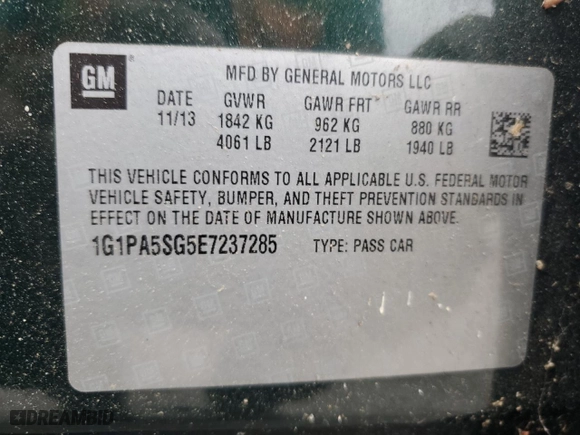 GM
MFD BY GENERAL MOTORS LLC
DATE GVWR GAWR FRT GAWR RR
11/13 1842 KG 962 KG 880 KG
4061 LB 2121 LB 1940 LB
THIS VEHICLE CONFORMS TO ALL APPLICABLE U.S. FEDERAL MOTOR
VEHICLE SAFETY, BUMPER, AND THEFT PREVENTION STANDARDS IN
EFFECT ON THE DATE OF MANUFACTURE SHOWN ABOVE.
1G1PA5SG5E7237285 TYPE: PASS CAR
DREAMBID